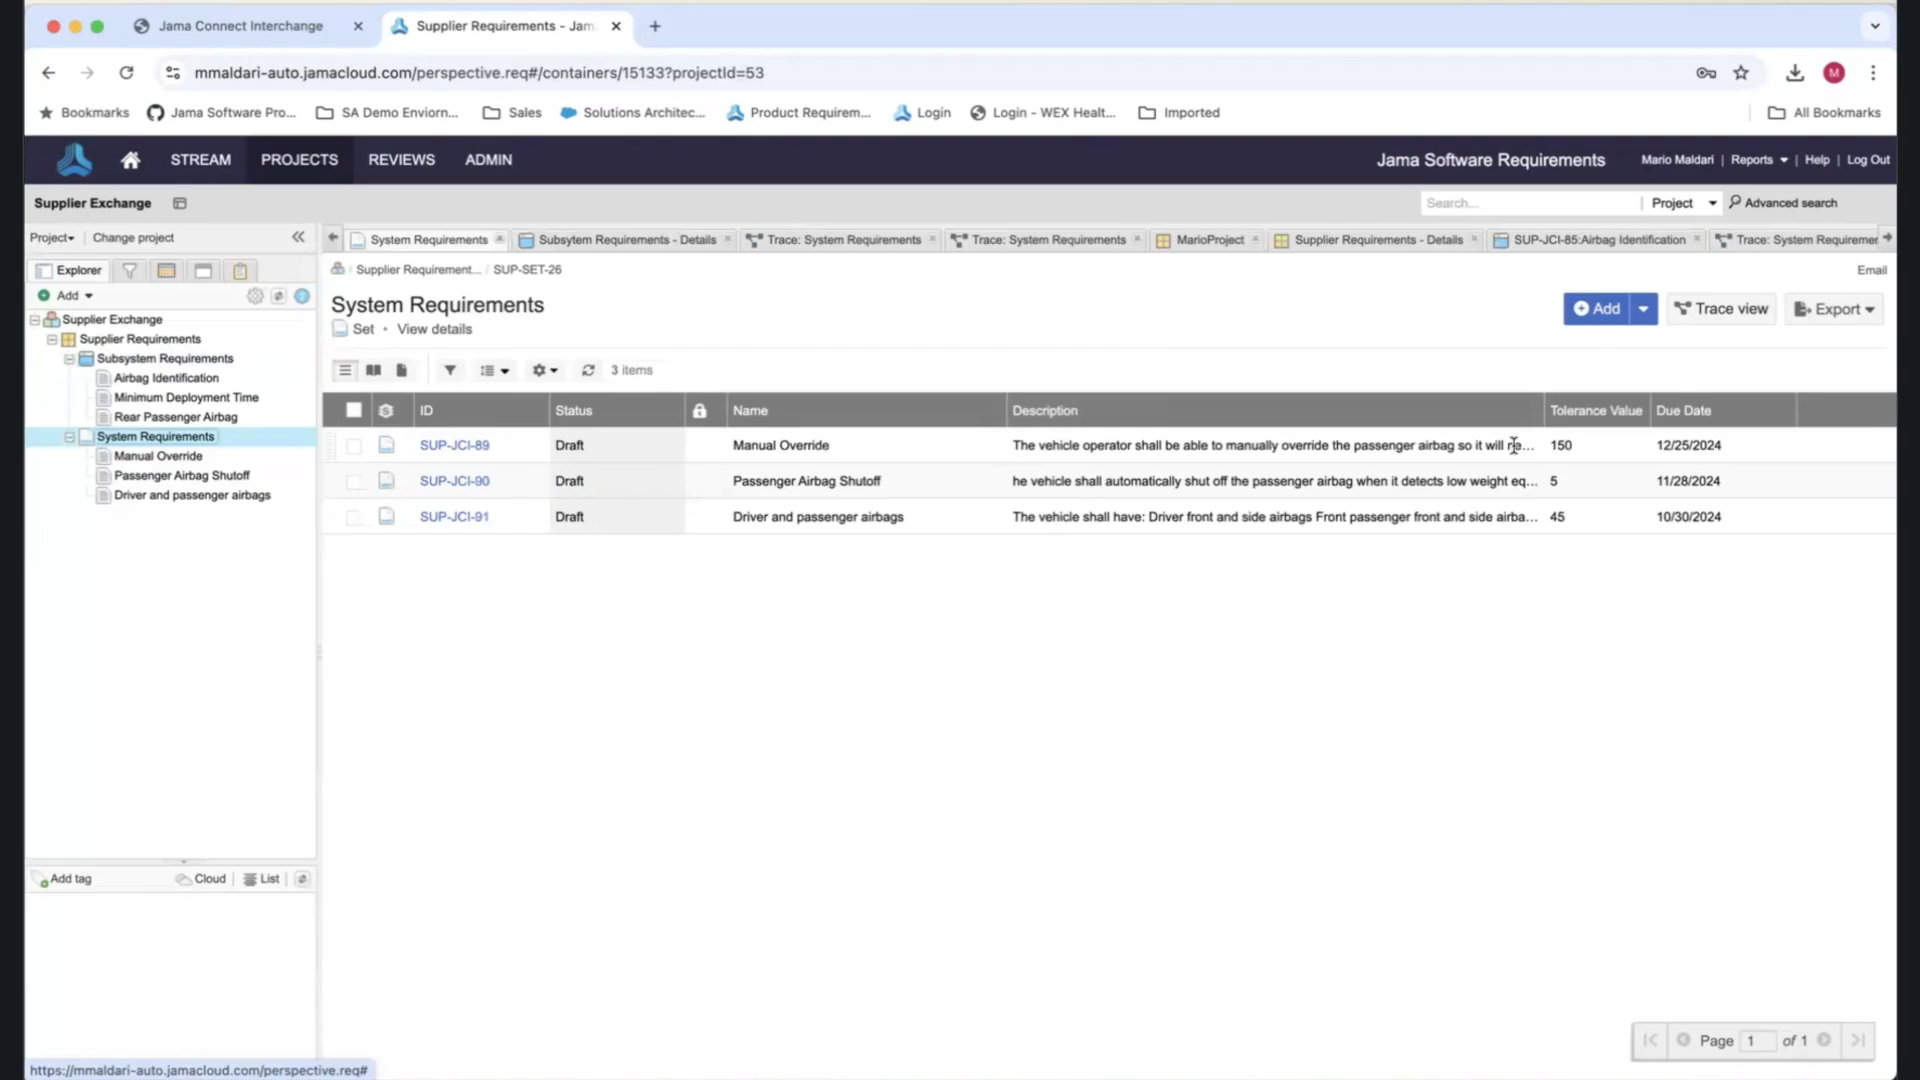 Jama Connect Interchange
Supplier Requirements - Jam
mmaldari-auto.jamacloud.com/perspective.req#/containers/15133?projectId=53
M
Bookmarks
Jama Software Pro...
SA Demo Enviorn...
Sales
Solutions Architec...
Product Requirem...
Login
Login - WEX Healt...
Imported
All Bookmarks
STREAM
PROJECTS
REVIEWS
ADMIN
Jama Software Requirements
Mario Maldari | Reports | Help | Log Out
Supplier Exchange
Search...
Project
Advanced search
Project
Change project
System Requirements
Subsytem Requirements - Details
Trace: System Requirements
Trace: System Requirements
MarioProject
Supplier Requirements - Details
SUP-JCI-85:Airbag Identification
Trace: System Requiremer
Explorer
Add
Supplier Exchange
Supplier Requirements
Subsystem Requirements
Airbag Identification
Minimum Deployment Time
Rear Passenger Airbag
System Requirements
Manual Override
Passenger Airbag Shutoff
Driver and passenger airbags
Supplier Requirement... / SUP-SET-26
Email
System Requirements
Set • View details
Add
Trace view
Export
3 items
ID Status Name Description Tolerance Value Due Date
SUP-JCI-89 Draft Manual Override The vehicle operator shall be able to manually override the passenger airbag so it will ... 150 12/25/2024
SUP-JCI-90 Draft Passenger Airbag Shutoff he vehicle shall automatically shut off the passenger airbag when it detects low weight eq... 5 11/28/2024
SUP-JCI-91 Draft Driver and passenger airbags The vehicle shall have: Driver front and side airbags Front passenger front and side airba... 45 10/30/2024
Add tag
Cloud
List
Page 1 of 1
https://mmaldari-auto.jamacloud.com/perspective.req#